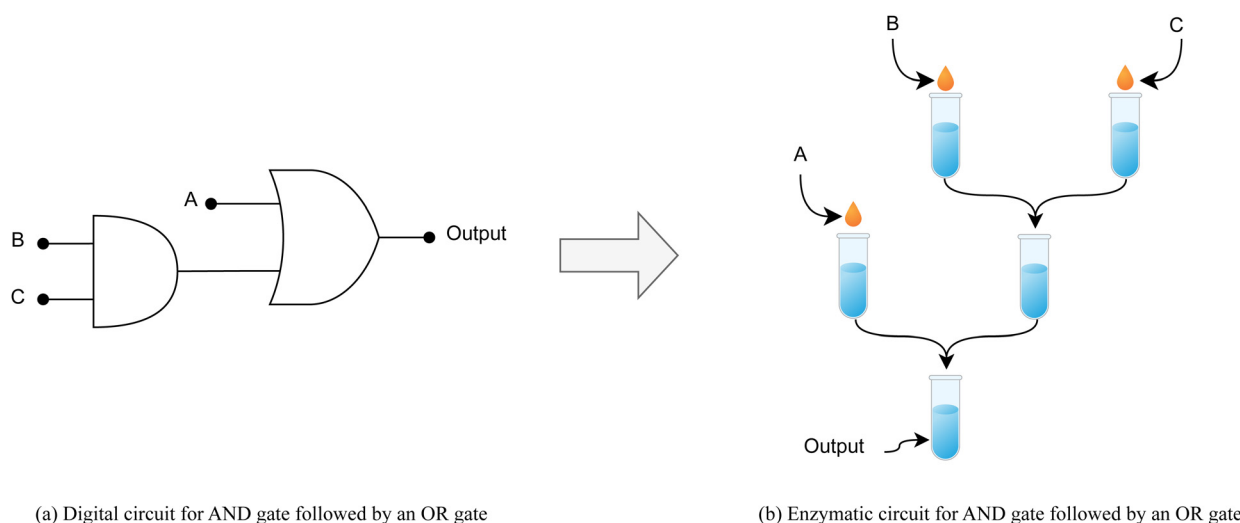 A
B
C
Output
B
C
A
Output
(a) Digital circuit for AND gate followed by an OR gate
(b) Enzymatic circuit for AND gate followed by an OR gate